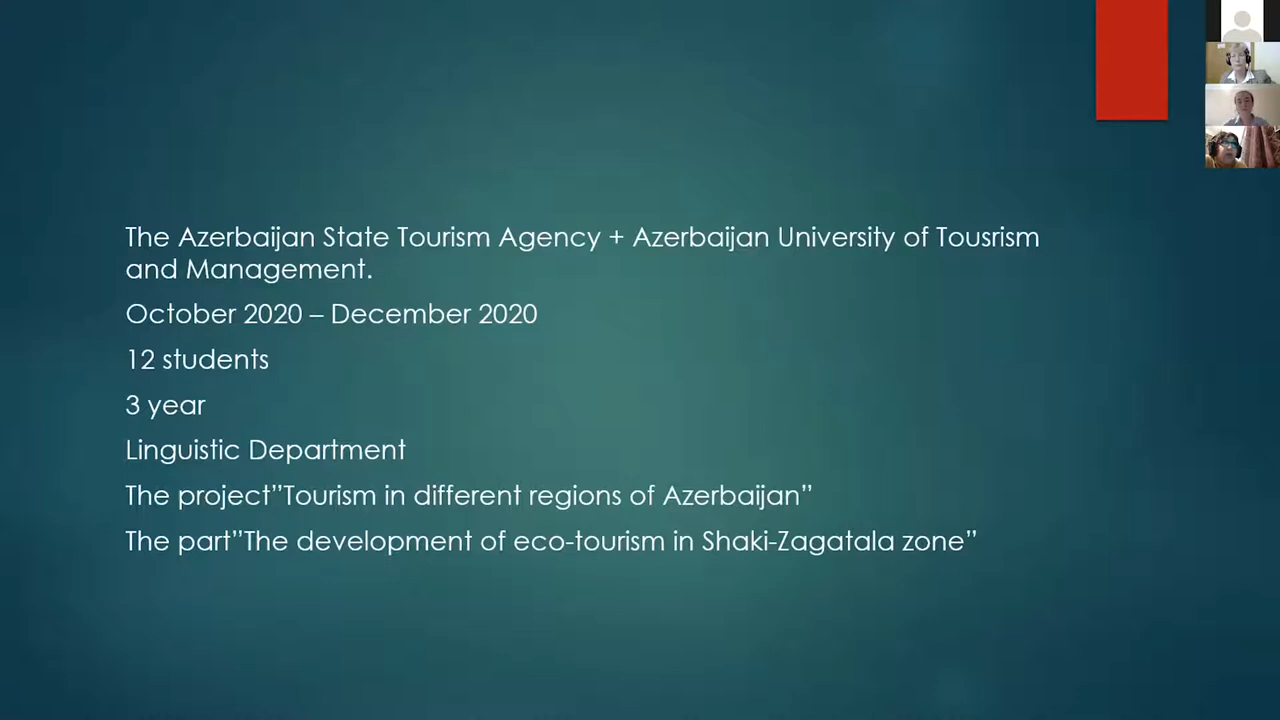 The Azerbaijan State Tourism Agency + Azerbaijan University of Tousrism
and Management.
October 2020 – December 2020
12 students
3 year
Linguistic Department
The project”Tourism in different regions of Azerbaijan”
The part”The development of eco-tourism in Shaki-Zagatala zone”